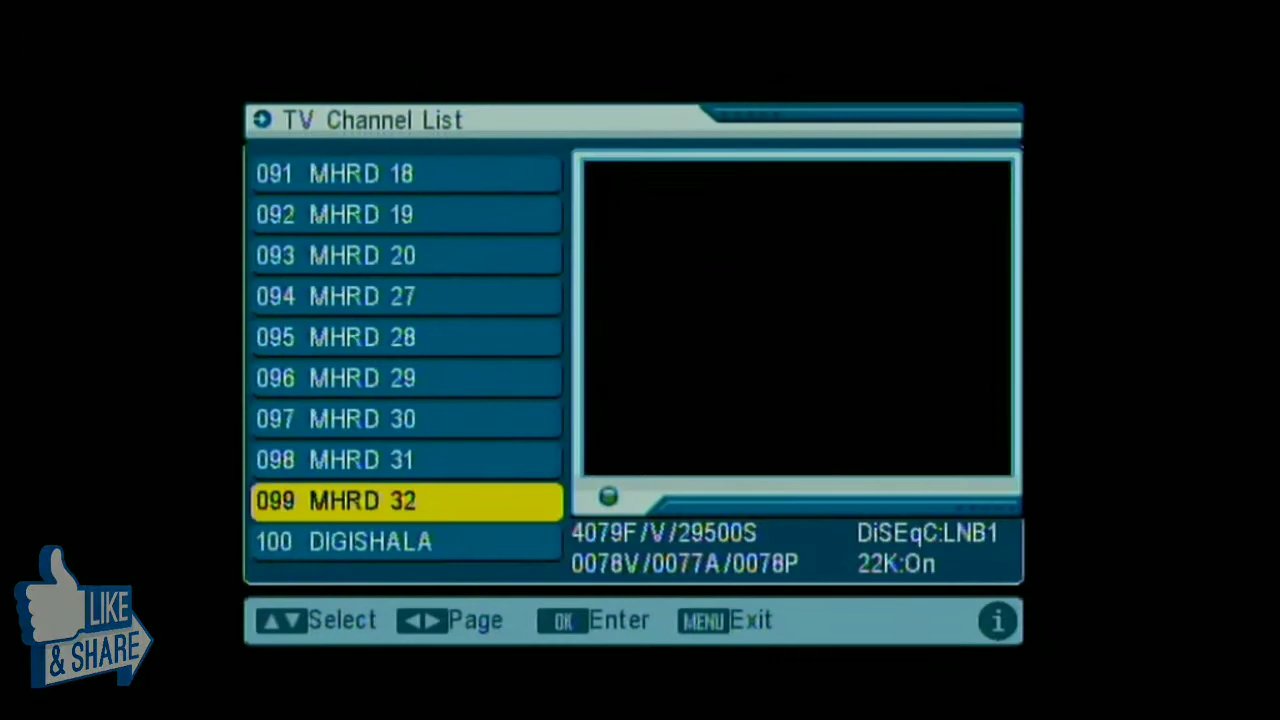 TV Channel List
091 MHRD 18
092 MHRD 19
093 MHRD 20
094 MHRD 27
095 MHRD 28
096 MHRD 29
097 MHRD 30
098 MHRD 31
099 MHRD 32
100 DIGISHALA
4079F/V/29500S DiSEqC:LNB1
0078V/0077A/0078P 22K:On
Select Page OK Enter MENU Exit i
LIKE
& SHARE